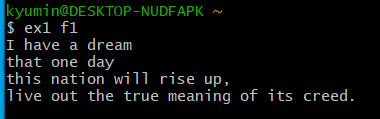 kyumin@DESKTOP-NUDFAPK ~
$ ex1 f1
I have a dream
that one day
this nation will rise up,
live out the true meaning of its creed.